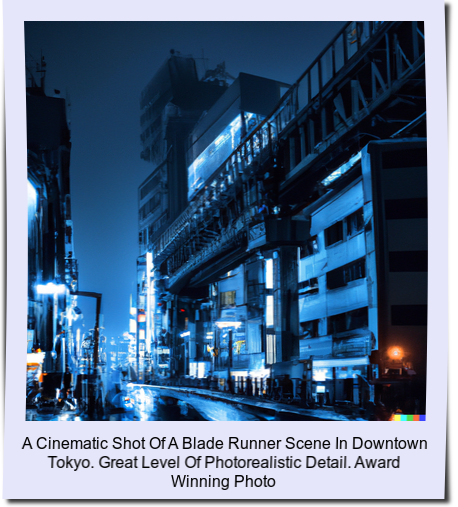 A Cinematic Shot Of A Blade Runner Scene In Downtown
Tokyo. Great Level Of Photorealistic Detail. Award
Winning Photo